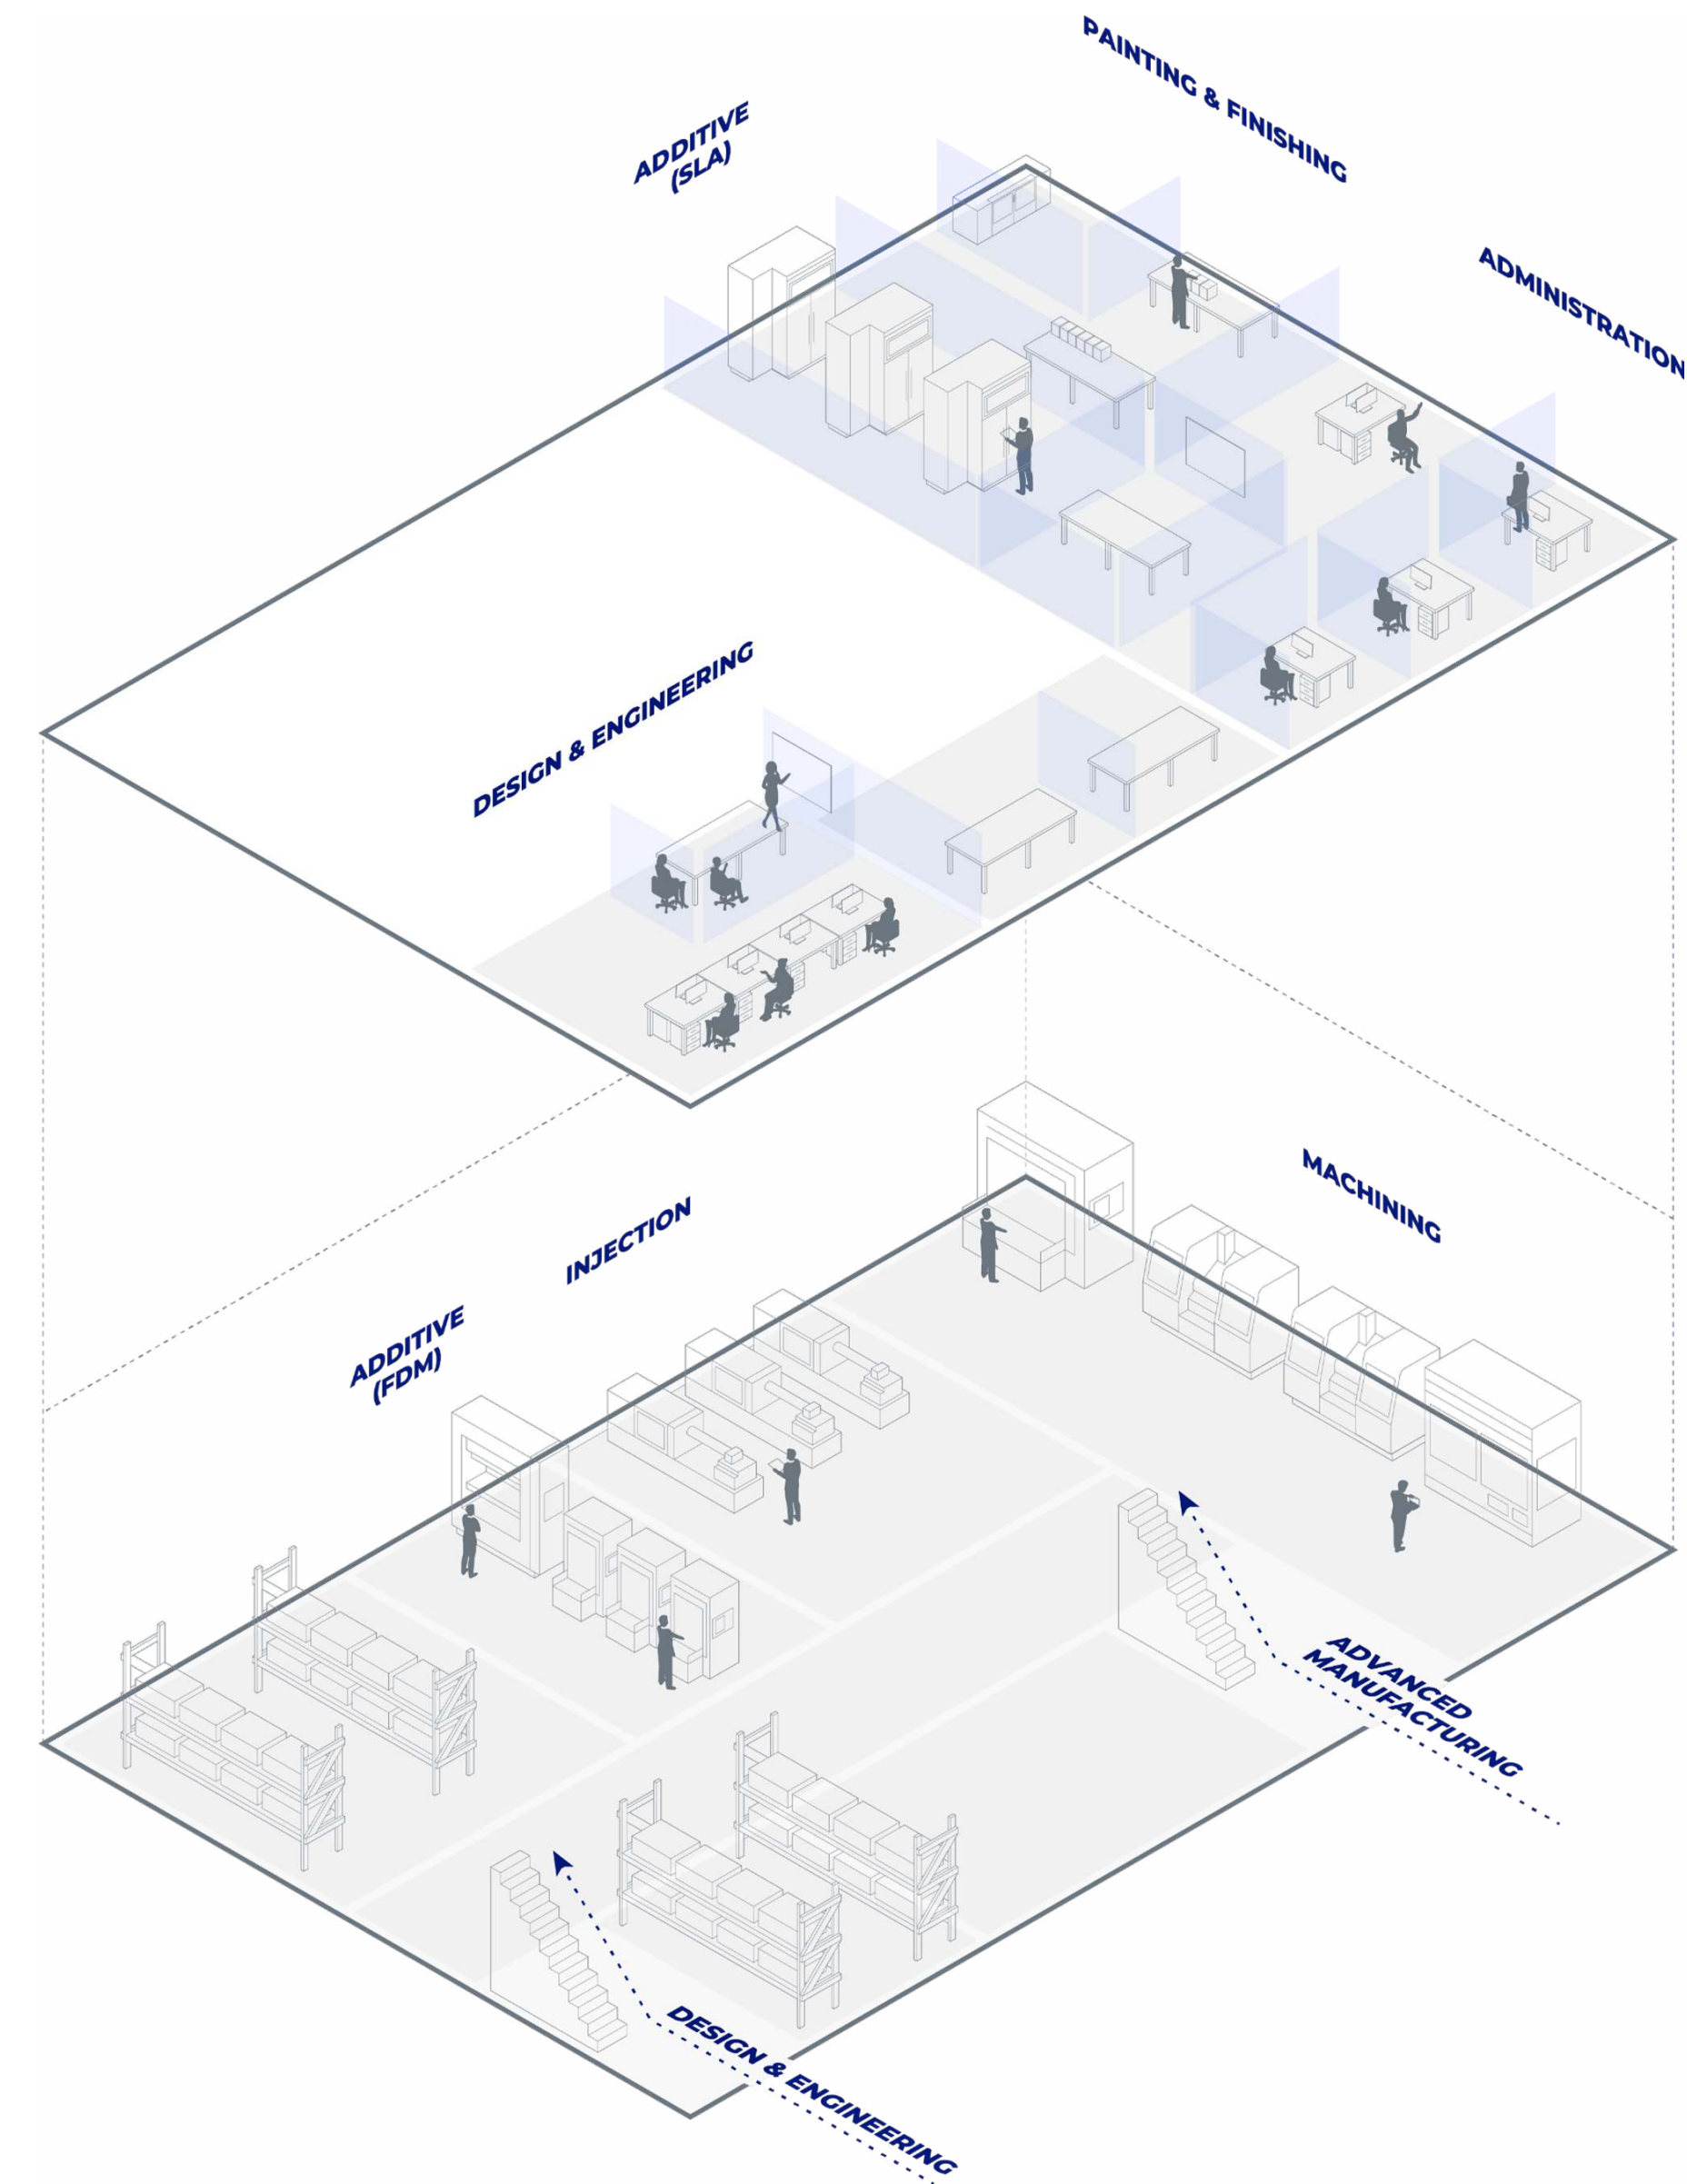 PAINTING & FINISHING
ADDITIVE
(SLA)
ADMINISTRATION
DESIGN & ENGINEERING
MACHINING
INJECTION
ADDITIVE
(FDM)
ADVANCED
MANUFACTURING
DESIGN & ENGINEERING